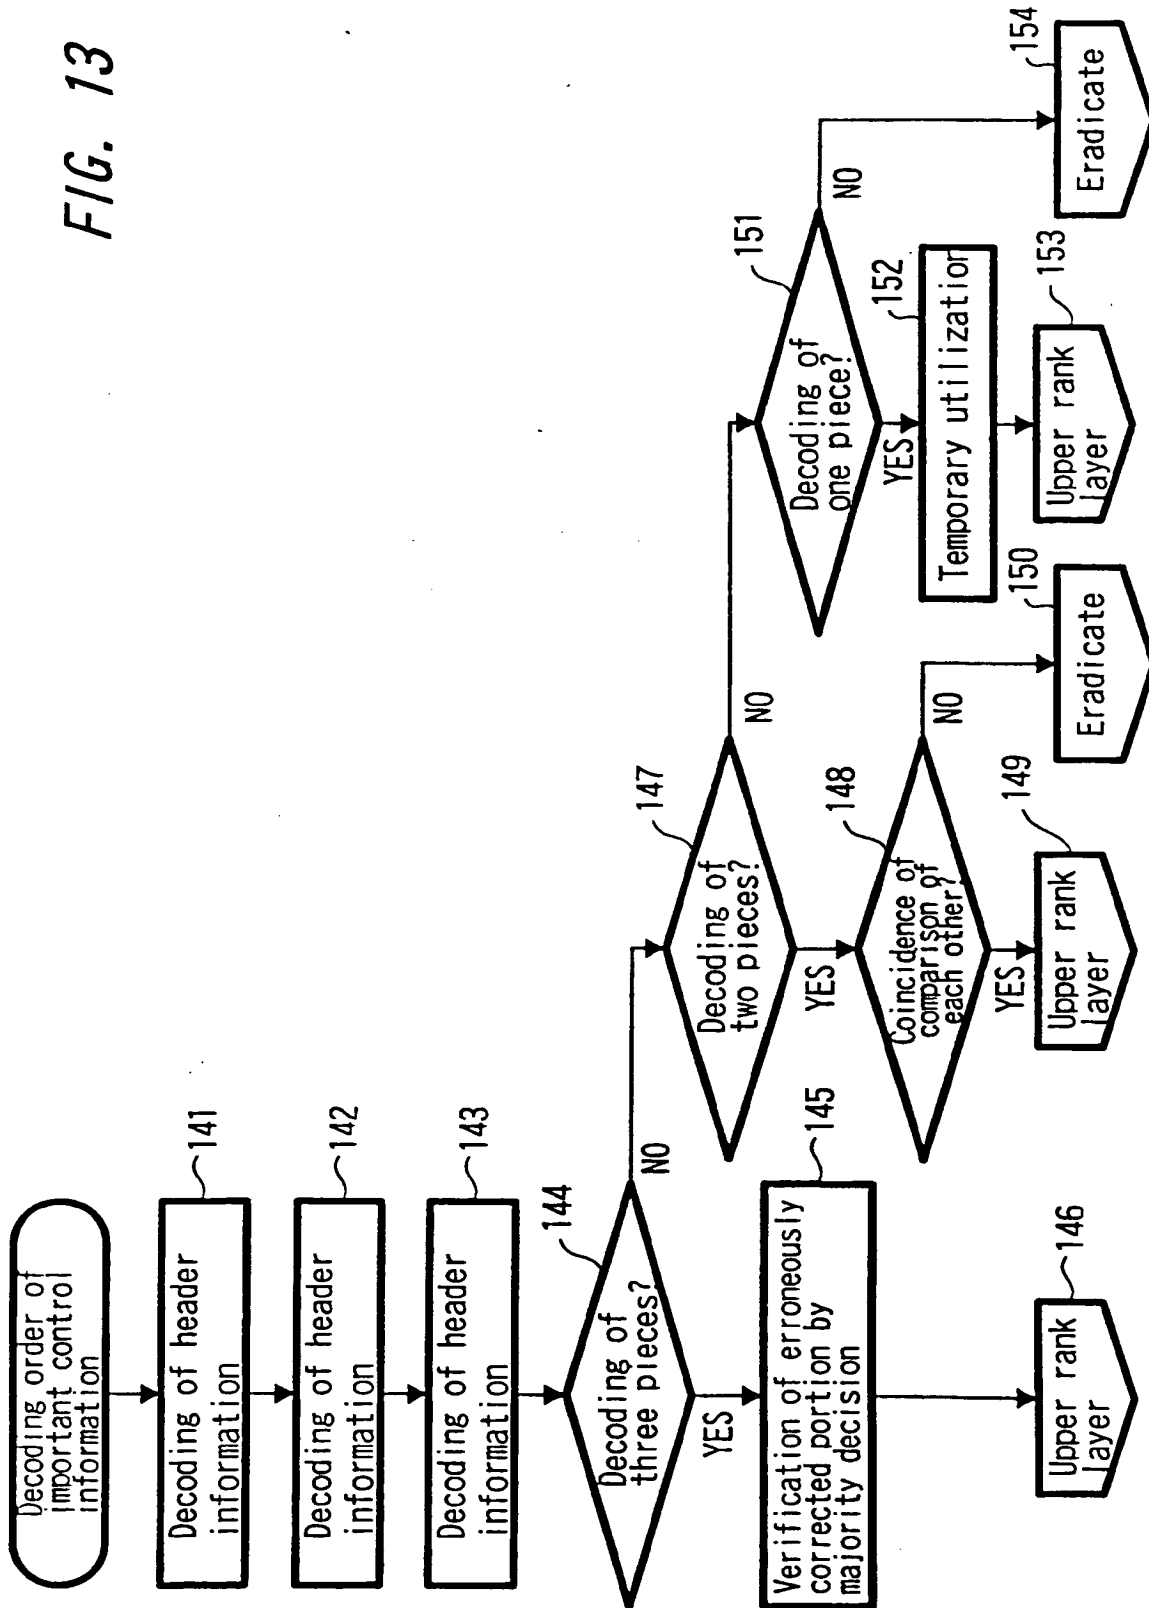 FIG. 13
Decoding order of
important control
information
141
Decoding of header
information
142
Decoding of header
information
143
Decoding of header
information
144
Decoding of
three pieces?
NO
YES
145
Verification of erroneously
corrected portion by
majority decision
146
Upper rank
layer
147
Decoding of
two pieces?
NO
YES
148
Coincidence of
comparison of
each other?
NO
YES
149
Upper rank
layer
150
Eradicate
151
Decoding of
one piece?
NO
YES
152
Temporary utilization
153
Upper rank
layer
154
Eradicate